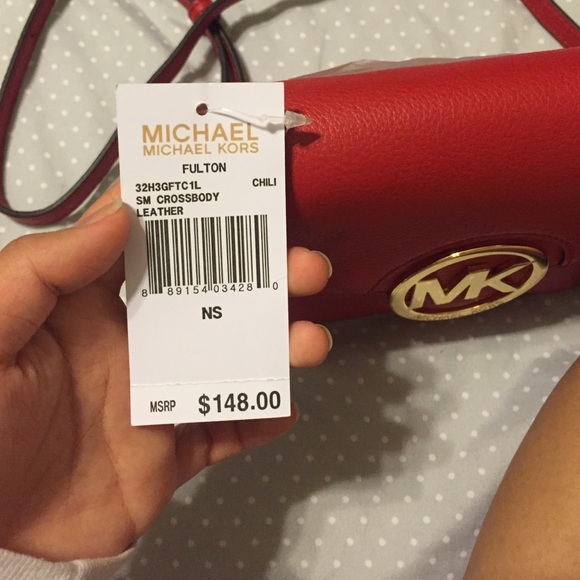 MICHAEL
MICHAEL KORS
FULTON
32H3GFTC1L CHILI
SM CROSSBODY
LEATHER
8 89154 03428 0
NS
MSRP $148.00
MK